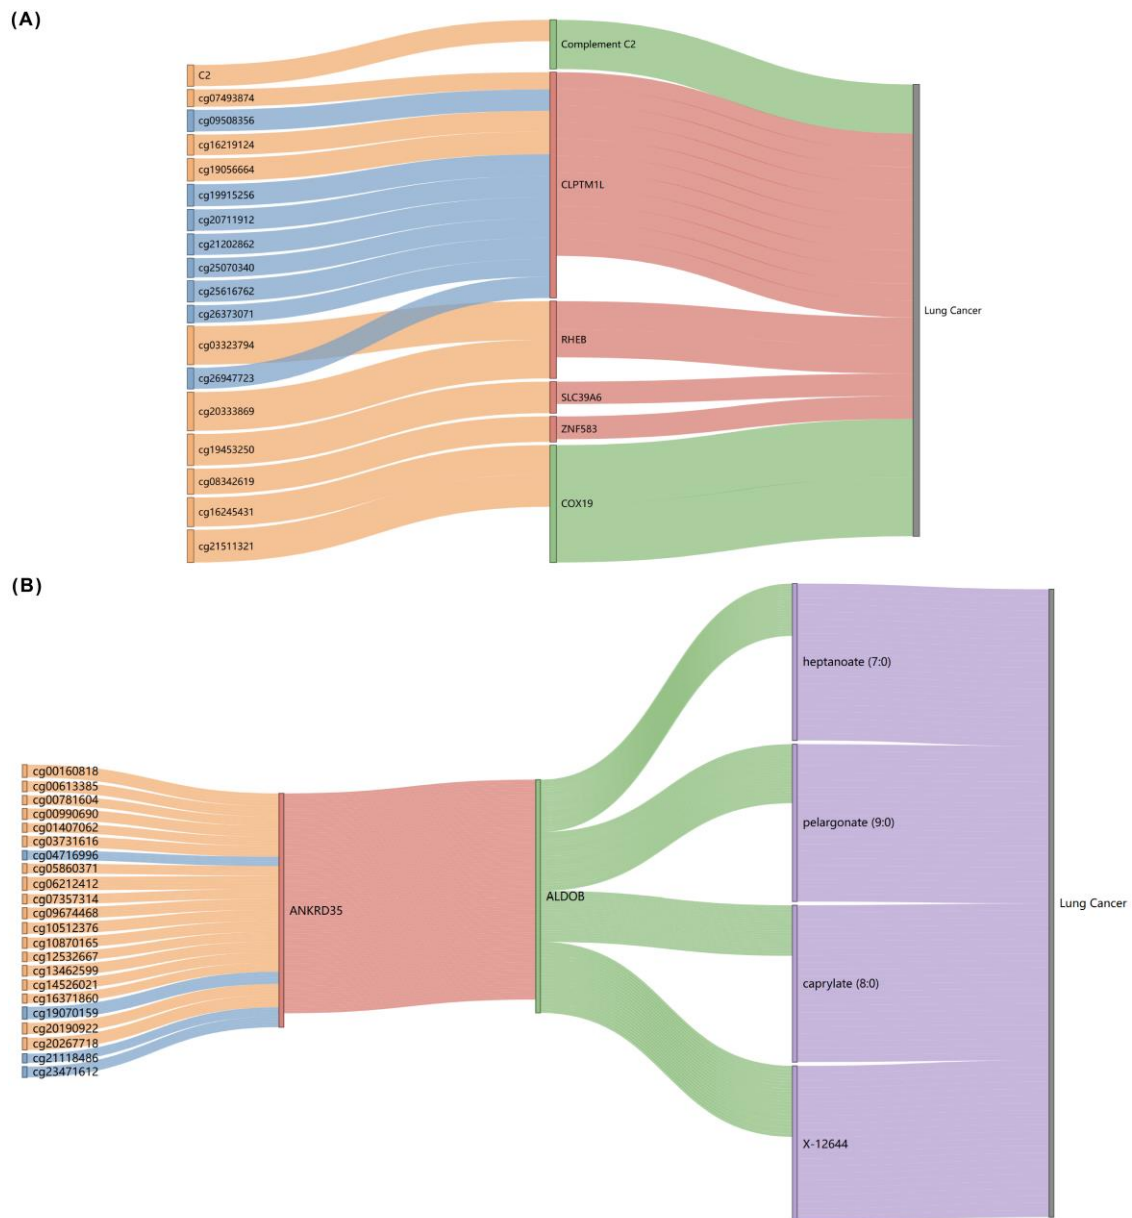 (A)
C2
cg07493874
cg09508356
cg16219124
cg19056664
cg19915256
cg20711912
cg21202862
cg25070340
cg25616762
cg26373071
cg03323794
cg26947723
cg20333869
cg19453250
cg08342619
cg16245431
cg21511321
Complement C2
CLPTM1L
RHEB
SLC39A6
ZNF583
COX19
Lung Cancer
(B)
cg00160818
cg00613385
cg00781604
cg00990690
cg01407062
cg03731616
cg04716996
cg05860371
cg06212412
cg07357314
cg09674468
cg10512376
cg10870165
cg12532667
cg13462599
cg14526021
cg16371860
cg19070159
cg20190922
cg20267718
cg21118486
cg23471612
ANKRD35
ALDOB
heptanoate (7:0)
pelargonate (9:0)
caprylate (8:0)
X-12644
Lung Cancer